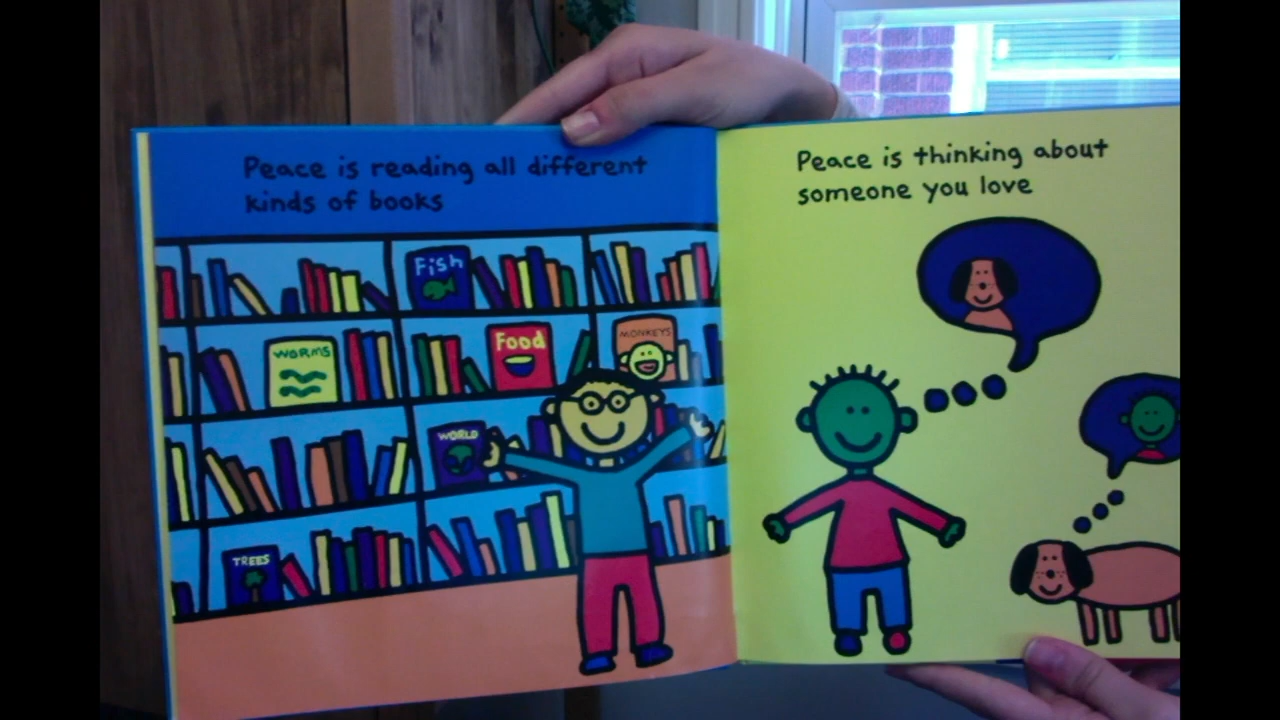 Peace is reading all different
kinds of books
Fish
WORMS
Food
MONKEYS
WORLD
TREES
Peace is thinking about
someone you love